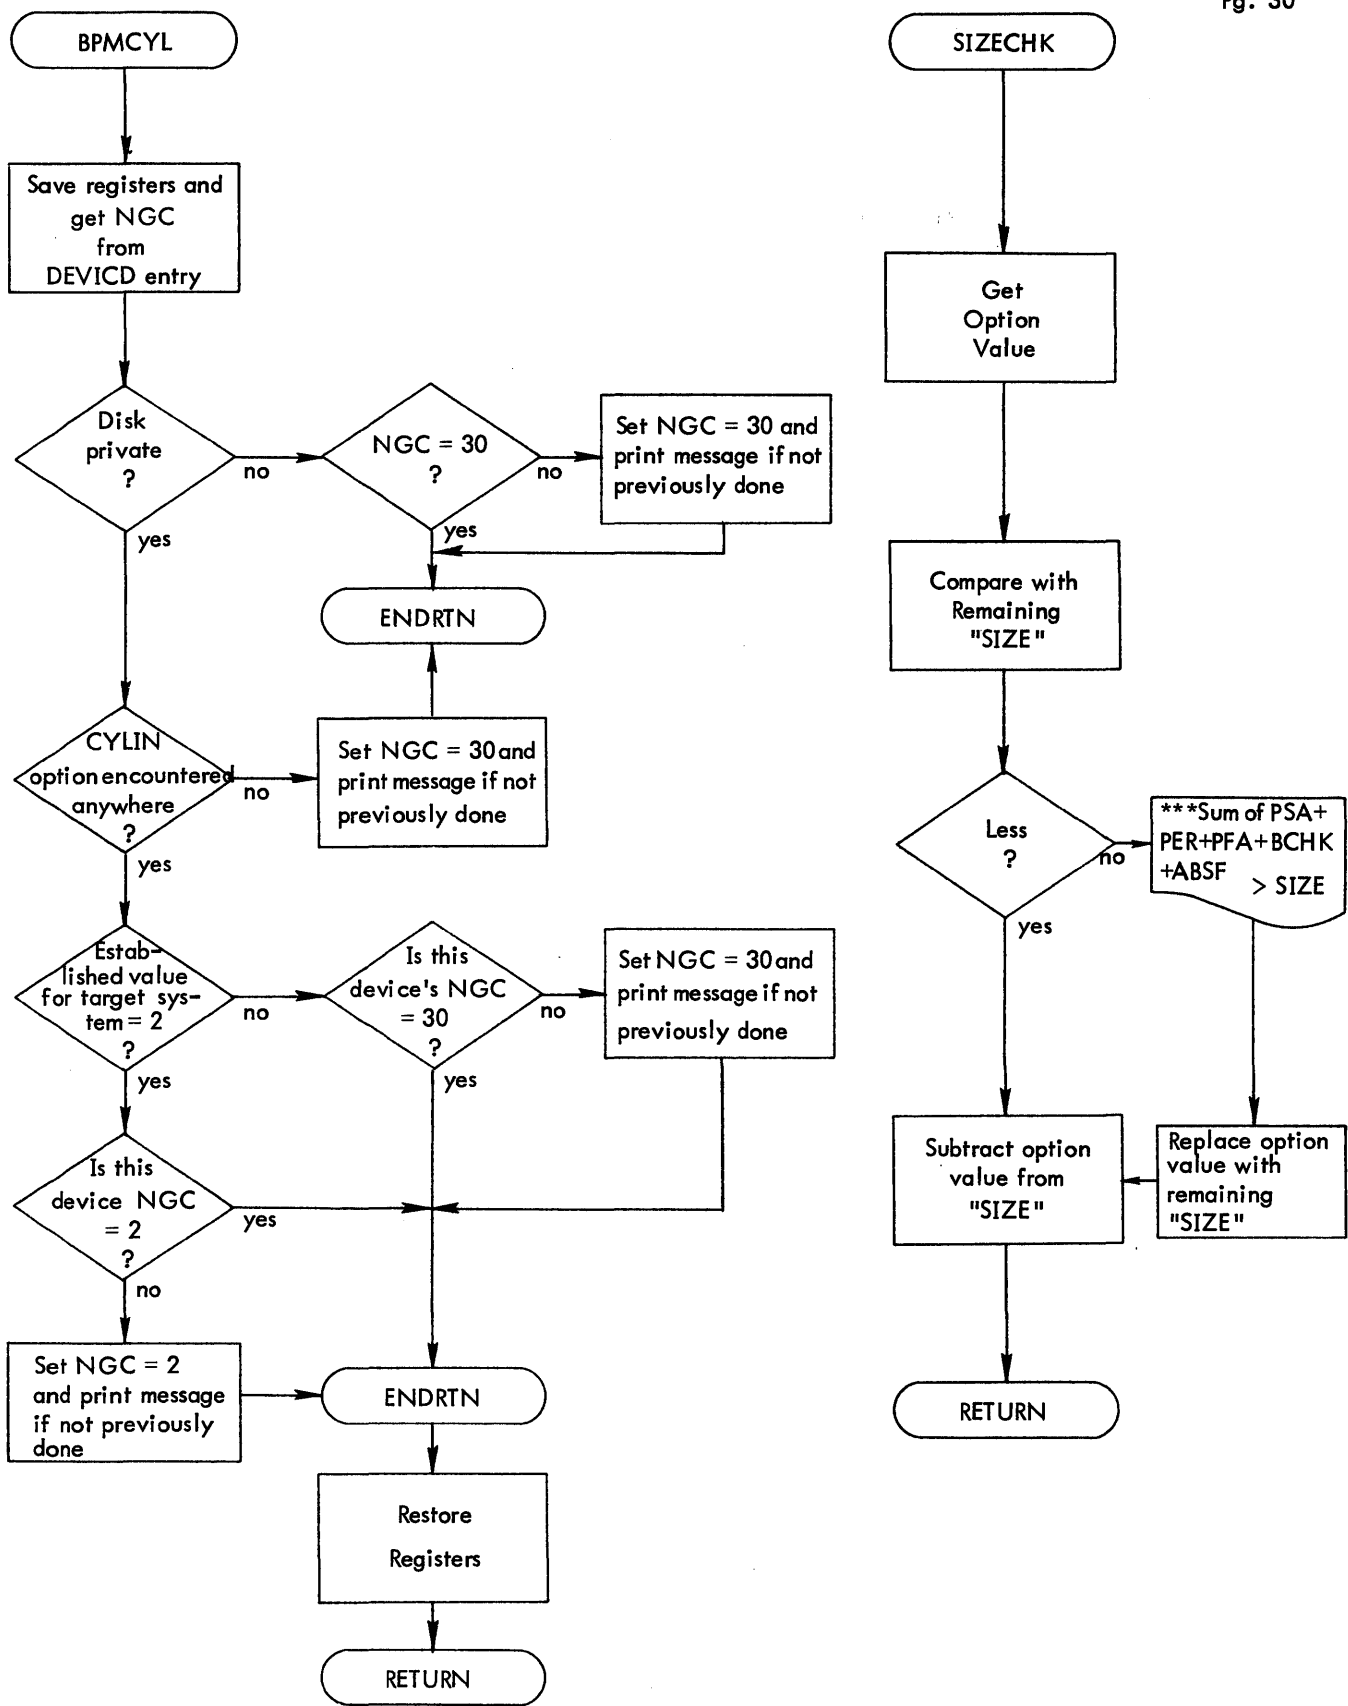 Pg. 30
BPMCYL
Save registers and
get NGC
from
DEVICD entry
Disk
private
?
no
yes
NGC = 30
?
no
yes
Set NGC = 30 and
print message if not
previously done
ENDRTN
CYLIN
option encountered
anywhere
?
no
yes
Set NGC = 30 and
print message if not
previously done
Estab-
lished value
for target sys-
tem = 2
?
no
yes
Is this
device's NGC
= 30
?
no
yes
Set NGC = 30 and
print message if not
previously done
Is this
device NGC
= 2
?
yes
no
Set NGC = 2
and print message
if not previously
done
ENDRTN
Restore
Registers
RETURN
SIZECHK
Get
Option
Value
Compare with
Remaining
"SIZE"
Less
?
no
yes
***Sum of PSA+
PER+PFA+BCHK
+ABSF > SIZE
Replace option
value with
remaining
"SIZE"
Subtract option
value from
"SIZE"
RETURN